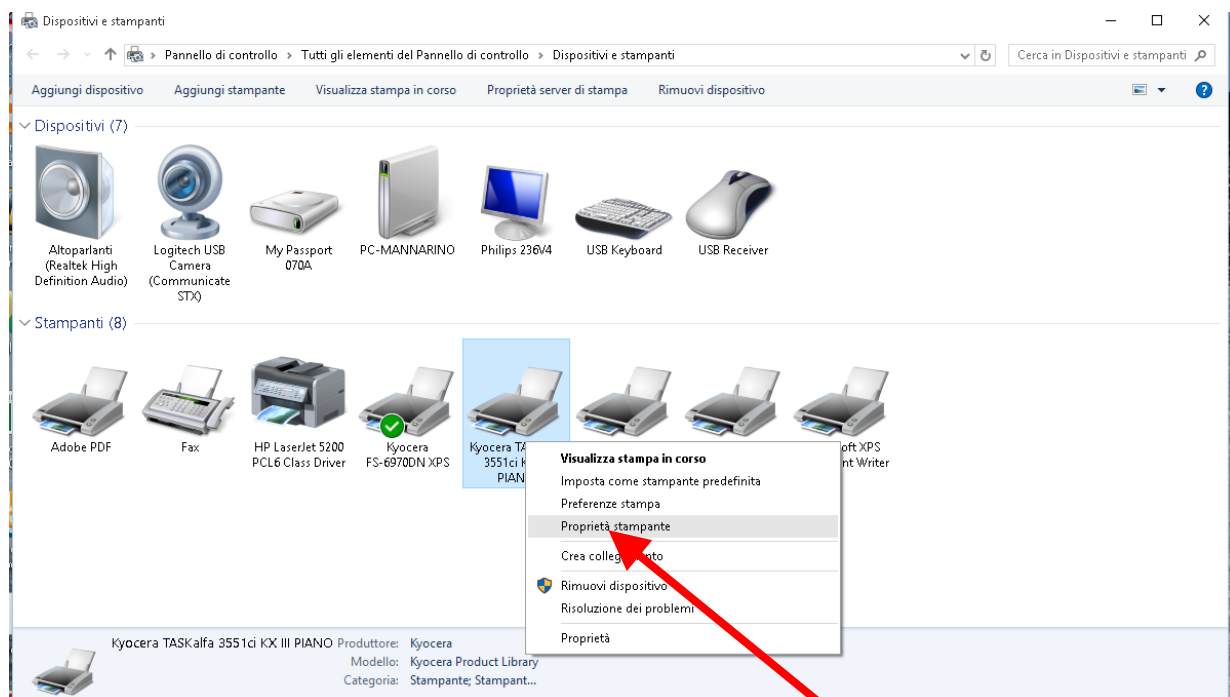 Dispositivi e stampanti
Pannello di controllo › Tutti gli elementi del Pannello di controllo › Dispositivi e stampanti
Cerca in Dispositivi e stampanti
Aggiungi dispositivo Aggiungi stampante Visualizza stampa in corso Proprietà server di stampa Rimuovi dispositivo
Dispositivi (7)
Altoparlanti
(Realtek High
Definition Audio)
Logitech USB
Camera
(Communicate
STX)
My Passport
070A
PC-MANNARINO
Philips 236V4
USB Keyboard
USB Receiver
Stampanti (8)
Adobe PDF
Fax
HP LaserJet 5200
PCL6 Class Driver
Kyocera
FS-6970DN XPS
Kyocera TA
3551ci K
PIAN
oft XPS
nt Writer
Visualizza stampa in corso
Imposta come stampante predefinita
Preferenze stampa
Proprietà stampante
Crea colleg nto
Rimuovi dispositivo
Risoluzione dei problemi
Proprietà
Kyocera TASKalfa 3551ci KX III PIANO Produttore: Kyocera
Modello: Kyocera Product Library
Categoria: Stampante; Stampant...